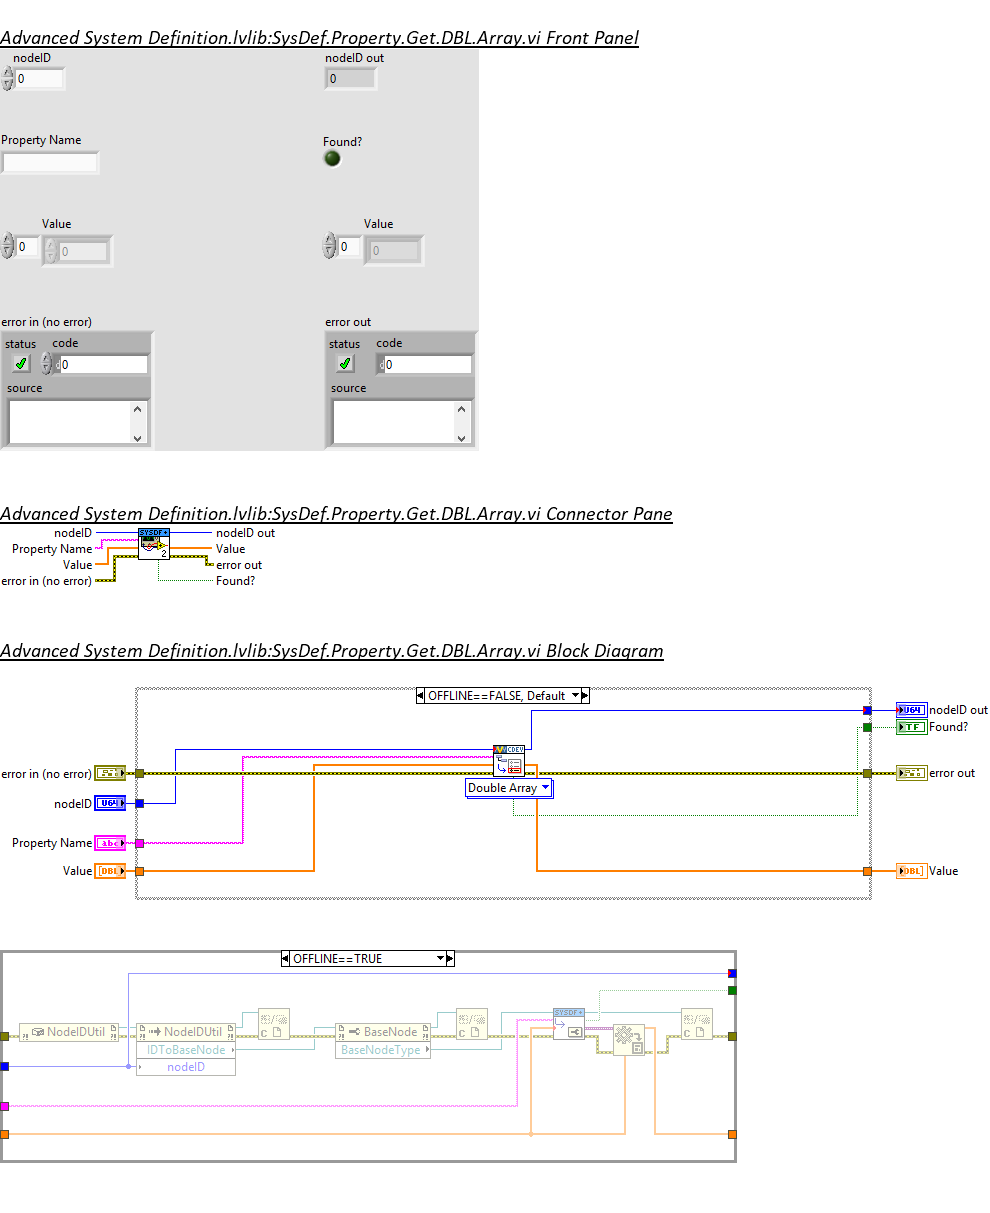 Advanced System Definition.lvlib:SysDef.Property.Get.DBL.Array.vi Front Panel
nodeID
nodeID out
0
0
Property Name
Found?
Value
Value
0
0
0
0
error in (no error)
error out
status
code
status
code
0
0
source
source
Advanced System Definition.lvlib:SysDef.Property.Get.DBL.Array.vi Connector Pane
nodeID
SYSDF+
nodeID out
Property Name
Value
2
Value
error out
error in (no error)
Found?
Advanced System Definition.lvlib:SysDef.Property.Get.DBL.Array.vi Block Diagram
OFFLINE==FALSE, Default
U64
nodeID out
TF
Found?
CDEV
error in (no error)
error out
Double Array
nodeID
U64
Property Name
abc
Value
[DBL]
DBL]
Value
OFFLINE==TRUE
SYSDF+
NodeIDUtil
NodeIDUtil
C
BaseNode
C
C
IDToBaseNode
BaseNodeType
nodeID